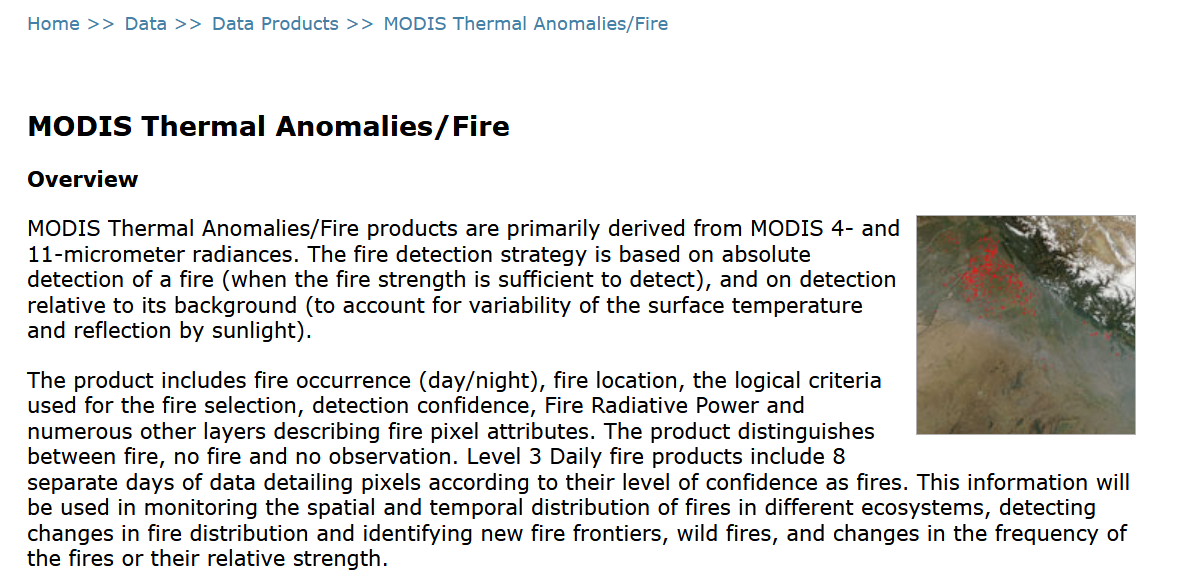 Home >> Data >> Data Products >> MODIS Thermal Anomalies/Fire
MODIS Thermal Anomalies/Fire
Overview
MODIS Thermal Anomalies/Fire products are primarily derived from MODIS 4- and
11-micrometer radiances. The fire detection strategy is based on absolute
detection of a fire (when the fire strength is sufficient to detect), and on detection
relative to its background (to account for variability of the surface temperature
and reflection by sunlight).
The product includes fire occurrence (day/night), fire location, the logical criteria
used for the fire selection, detection confidence, Fire Radiative Power and
numerous other layers describing fire pixel attributes. The product distinguishes
between fire, no fire and no observation. Level 3 Daily fire products include 8
separate days of data detailing pixels according to their level of confidence as fires. This information will
be used in monitoring the spatial and temporal distribution of fires in different ecosystems, detecting
changes in fire distribution and identifying new fire frontiers, wild fires, and changes in the frequency of
the fires or their relative strength.